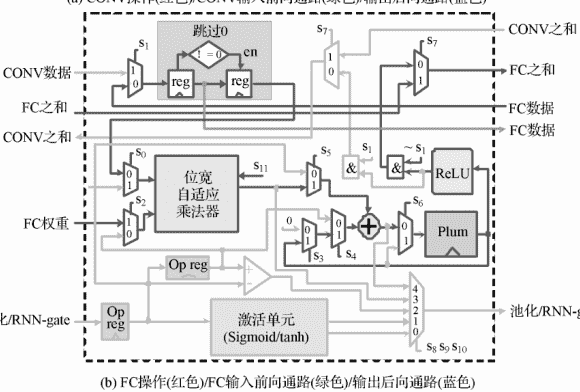 (a) CONV操作(红色)/CONV输入前向通路(绿色)/输出后向通路(蓝色)
跳过0
s1
! = 0
en
s7
CONV之和
s7
CONV数据
1
0
reg
reg
1
0
0
1
FC之和
FC之和
FC数据
CONV之和
FC数据
s0
s11
s5
s1
~ s1
&
&
ReLU
0
1
位宽
自适应
乘法器
0
1
s2
s6
FC权重
0
1
0
0
1
0
1
0
1
Plum
s3
s4
Op reg
÷
−
4
3
2
1
0
化/RNN-gate
Op
reg
激活单元
(Sigmoid/tanh)
池化/RNN-g
s8 s9 s10
(b) FC操作(红色)/FC输入前向通路(绿色)/输出后向通路(蓝色)